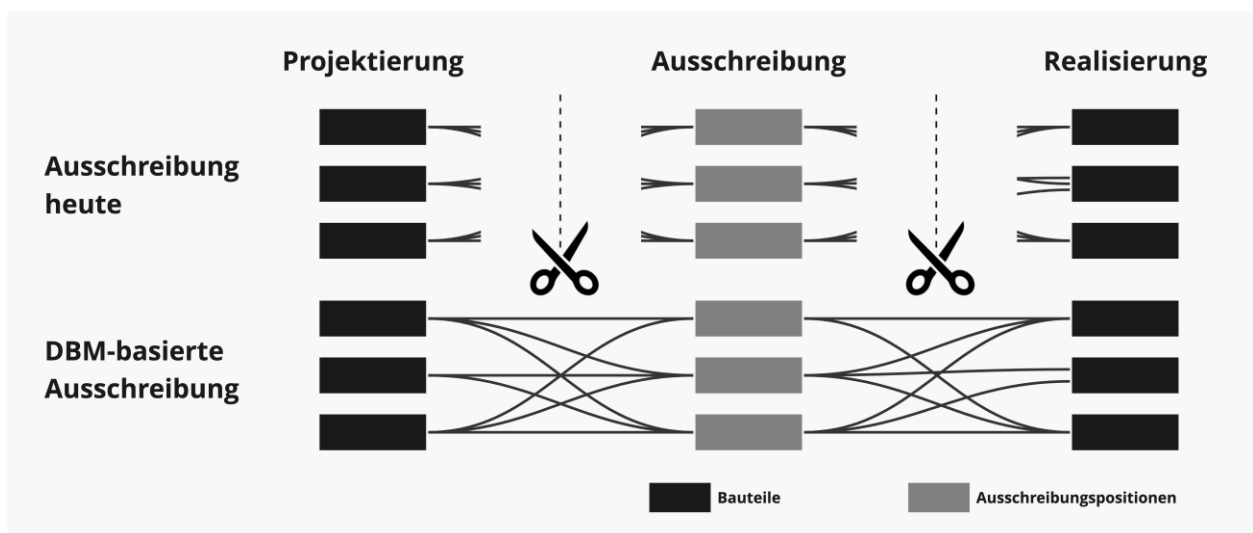 Projektierung
Ausschreibung
Realisierung
Ausschreibung
heute
DBM-basierte
Ausschreibung
Bauteile
Ausschreibungspositionen